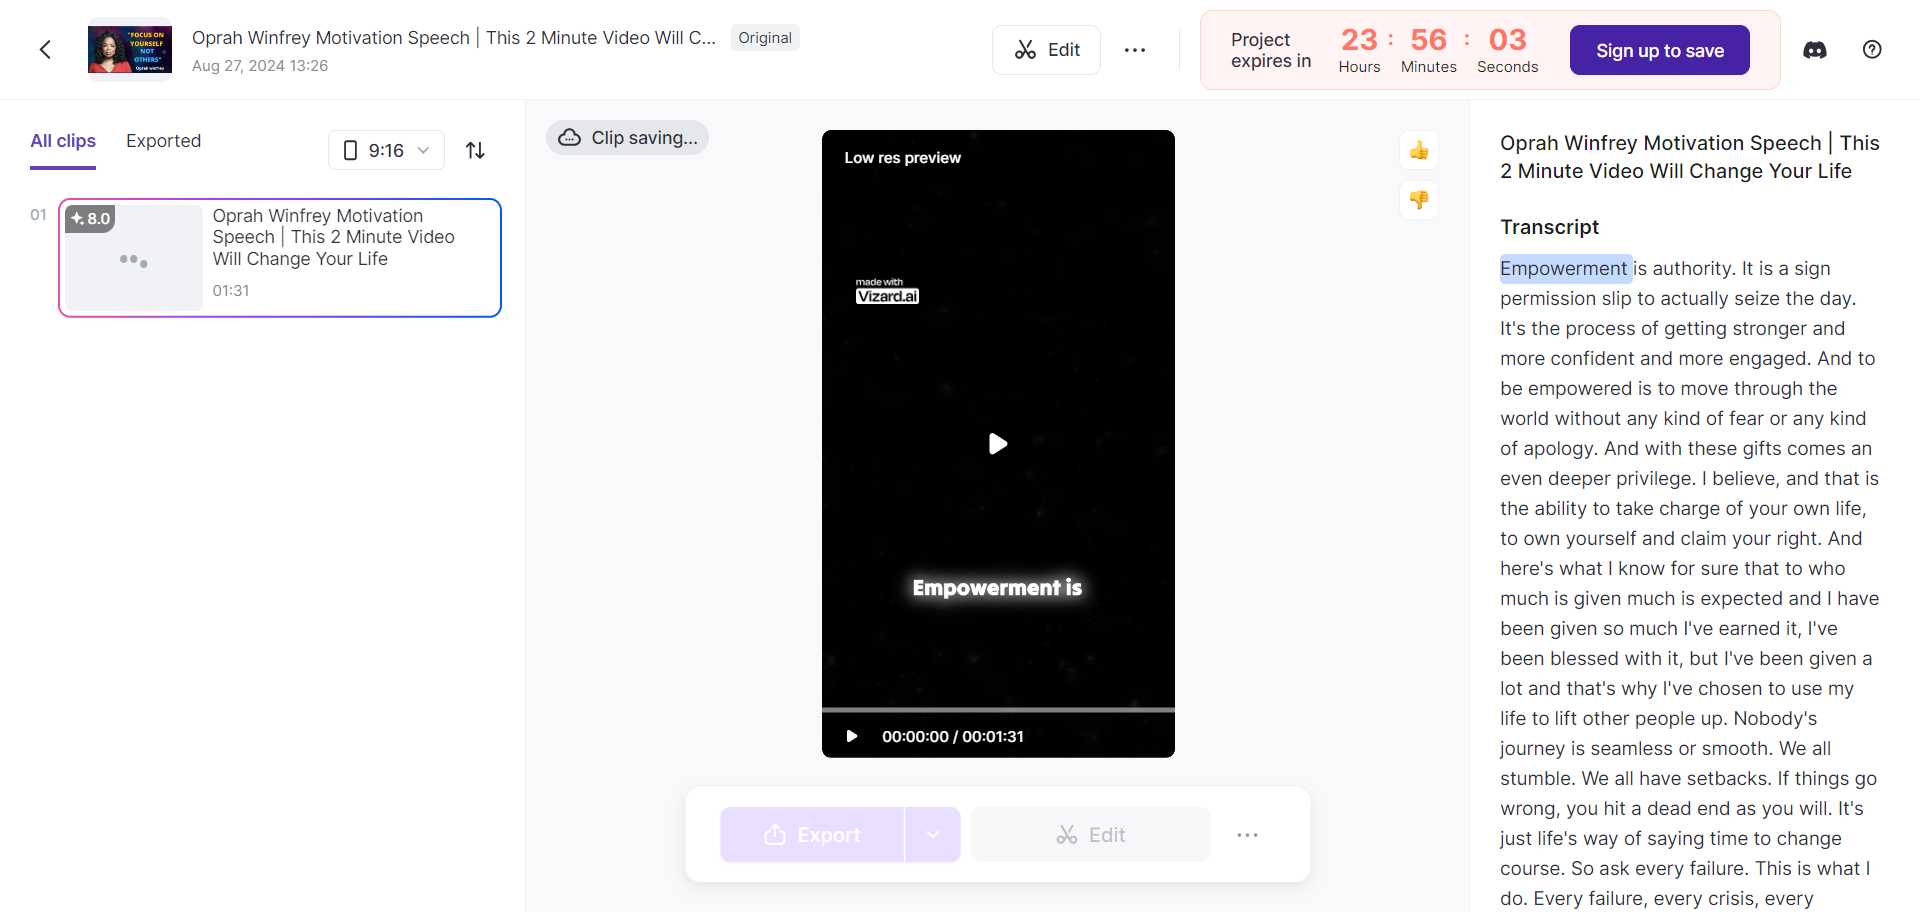 "FOCUS ON
YOURSELF
NOT
OTHERS"
Oprah Winfrey Motivation Speech | This 2 Minute Video Will C...
Original
Aug 27, 2024 13:26
Edit
Project
expires in
23 : 56 : 03
Hours Minutes Seconds
Sign up to save
All clips
Exported
9:16
01
8.0
Oprah Winfrey Motivation
Speech | This 2 Minute Video
Will Change Your Life
01:31
Clip saving...
Low res preview
made with
Vizard.ai
Empowerment is
00:00:00 / 00:01:31
Export
Edit
Oprah Winfrey Motivation Speech | This
2 Minute Video Will Change Your Life
Transcript
Empowerment is authority. It is a sign
permission slip to actually seize the day.
It's the process of getting stronger and
more confident and more engaged. And to
be empowered is to move through the
world without any kind of fear or any kind
of apology. And with these gifts comes an
even deeper privilege. I believe, and that is
the ability to take charge of your own life,
to own yourself and claim your right. And
here's what I know for sure that to who
much is given much is expected and I have
been given so much I've earned it, I've
been blessed with it, but I've been given a
lot and that's why I've chosen to use my
life to lift other people up. Nobody's
journey is seamless or smooth. We all
stumble. We all have setbacks. If things go
wrong, you hit a dead end as you will. It's
just life's way of saying time to change
course. So ask every failure. This is what I
do. Every failure, every crisis, every